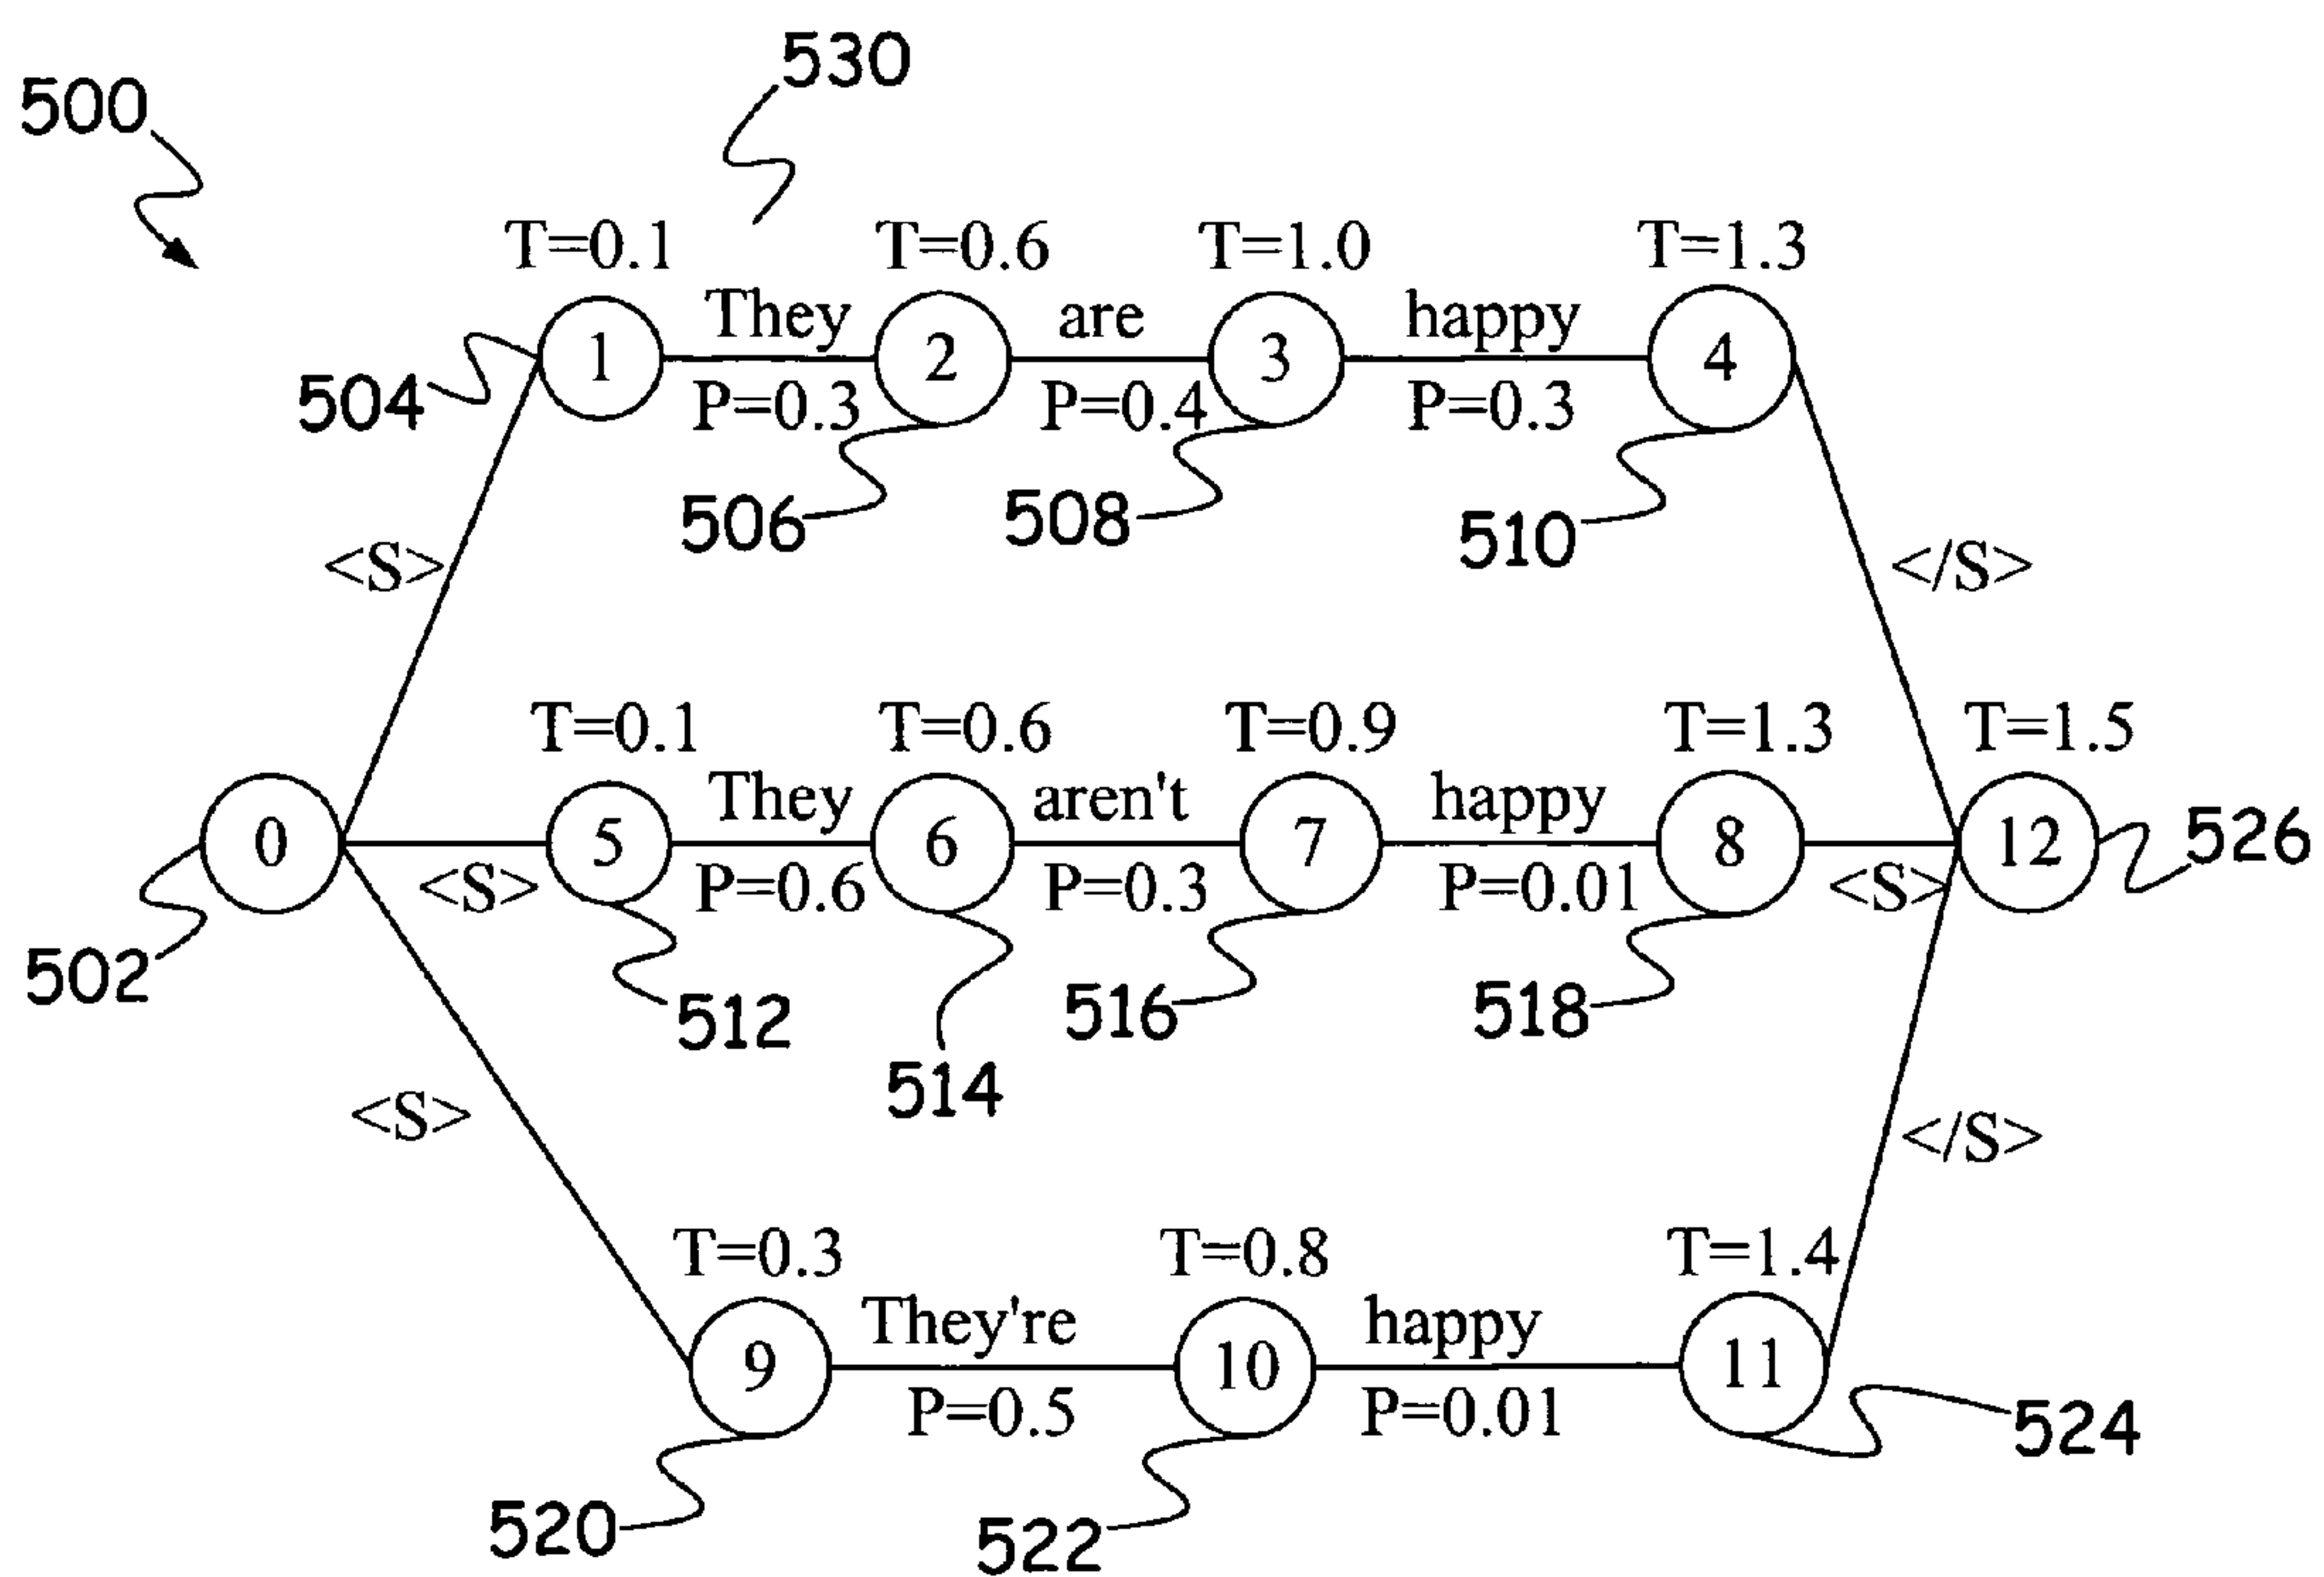 530
500
T=0.1 T=0.6 T=1.0 T=1.3
They are happy
1 2 3 4
P=0.3 P=0.4 P=0.3
504
506 508 510
<S> </S>
T=0.1 T=0.6 T=0.9 T=1.3 T=1.5
They aren't happy
0 5 6 7 8 12 526
<S> P=0.6 P=0.3 P=0.01 <S>
502 512 516 518
514
<S> </S>
T=0.3 T=0.8 T=1.4
They're happy
9 10 11
P=0.5 P=0.01 524
520 522